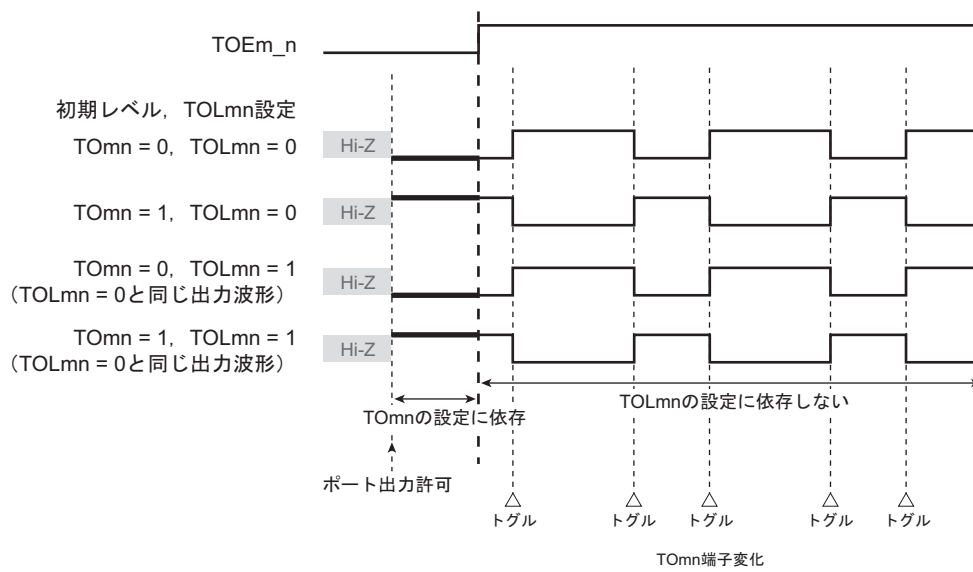 TOEm_n
初期レベル，TOLmn設定
TOmn = 0，TOLmn = 0
Hi-Z
TOmn = 1，TOLmn = 0
Hi-Z
TOmn = 0，TOLmn = 1
（TOLmn = 0と同じ出力波形）
Hi-Z
TOmn = 1，TOLmn = 1
（TOLmn = 0と同じ出力波形）
Hi-Z
TOmnの設定に依存
TOLmnの設定に依存しない
ポート出力許可
トグル
トグル
トグル
トグル
トグル
TOmn端子変化